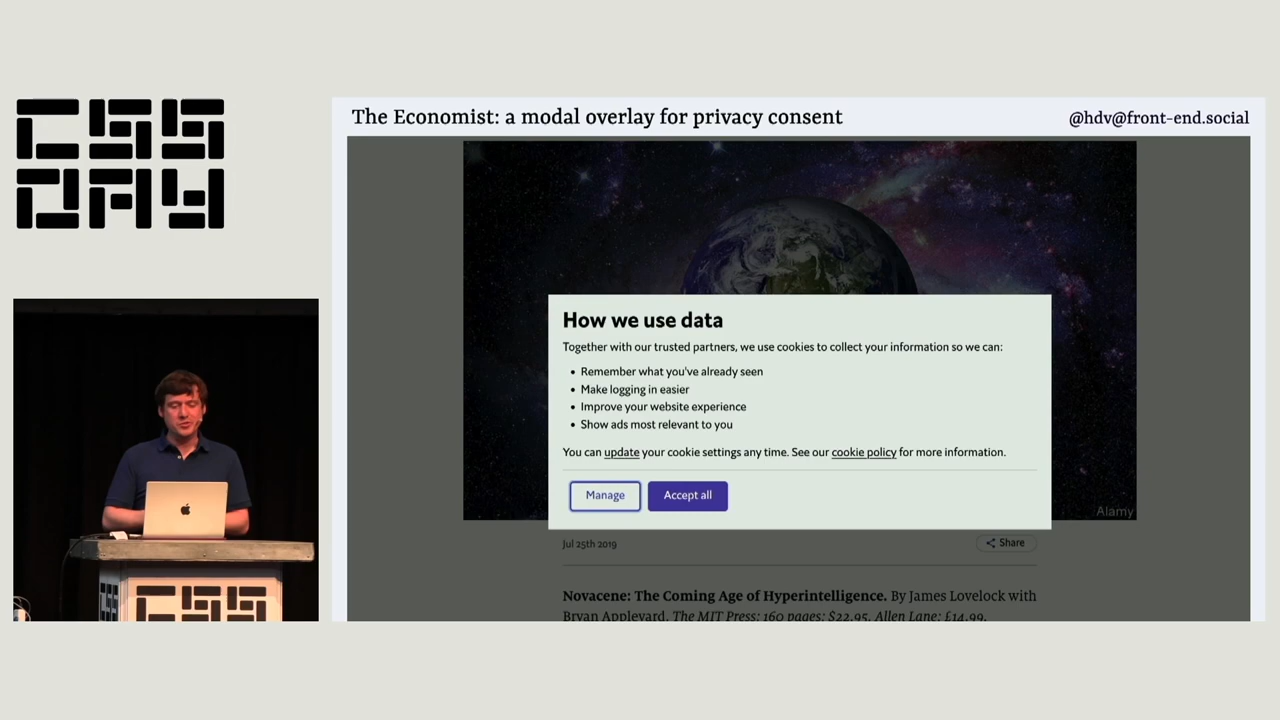 CSS
DAY
The Economist: a modal overlay for privacy consent
@hdv@front-end.social
How we use data
Together with our trusted partners, we use cookies to collect your information so we can:
• Remember what you've already seen
• Make logging in easier
• Improve your website experience
• Show ads most relevant to you
You can update your cookie settings any time. See our cookie policy for more information.
Manage
Accept all
Alamy
Jul 25th 2019
Share
Novacene: The Coming Age of Hyperintelligence. By James Lovelock with
Bryan Appleyard. The MIT Press; 160 pages; $22.95. Allen Lane; £14.99.
CSS